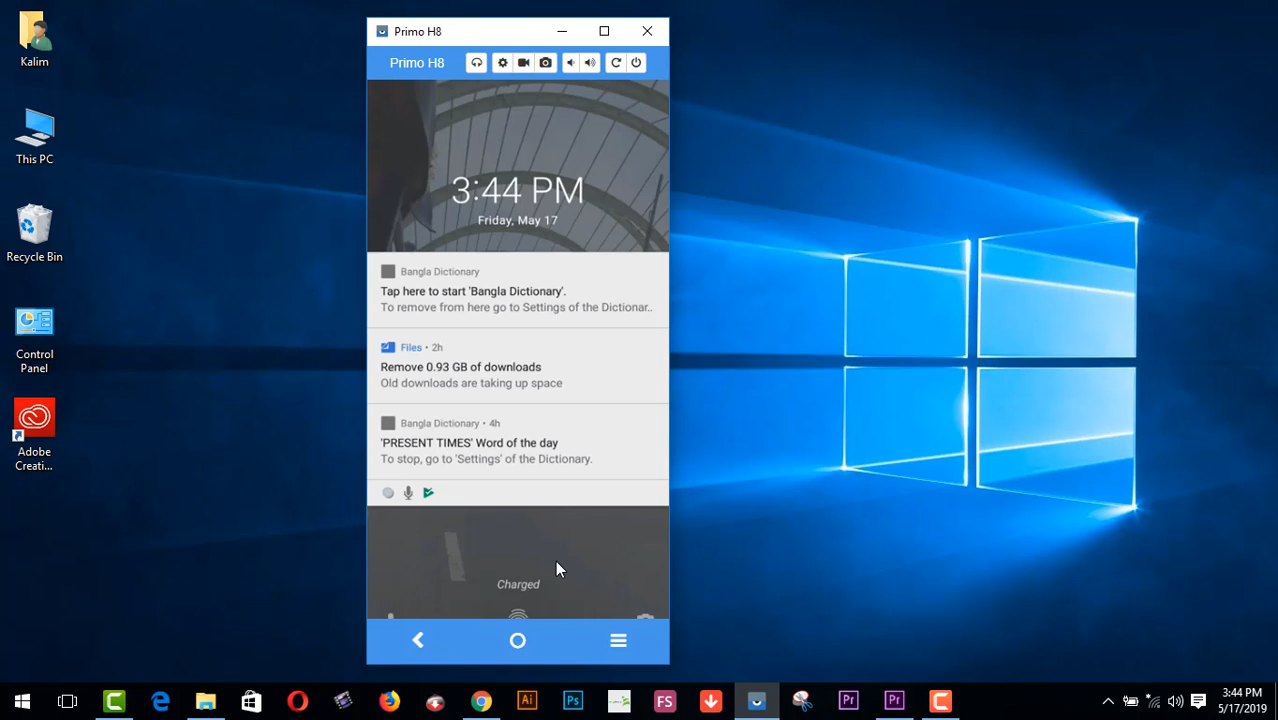 Kalim
This PC
Recycle Bin
Control
Panel
Adobe
Creati...
Primo H8
Primo H8
3:44 PM
Friday, May 17
Bangla Dictionary
Tap here to start 'Bangla Dictionary'.
To remove from here go to Settings of the Dictionar..
Files • 2h
Remove 0.93 GB of downloads
Old downloads are taking up space
Bangla Dictionary • 4h
'PRESENT TIMES' Word of the day
To stop, go to 'Settings' of the Dictionary.
Charged
Ai
Ps
FS
Pr
Pr
3:44 PM
5/17/2019